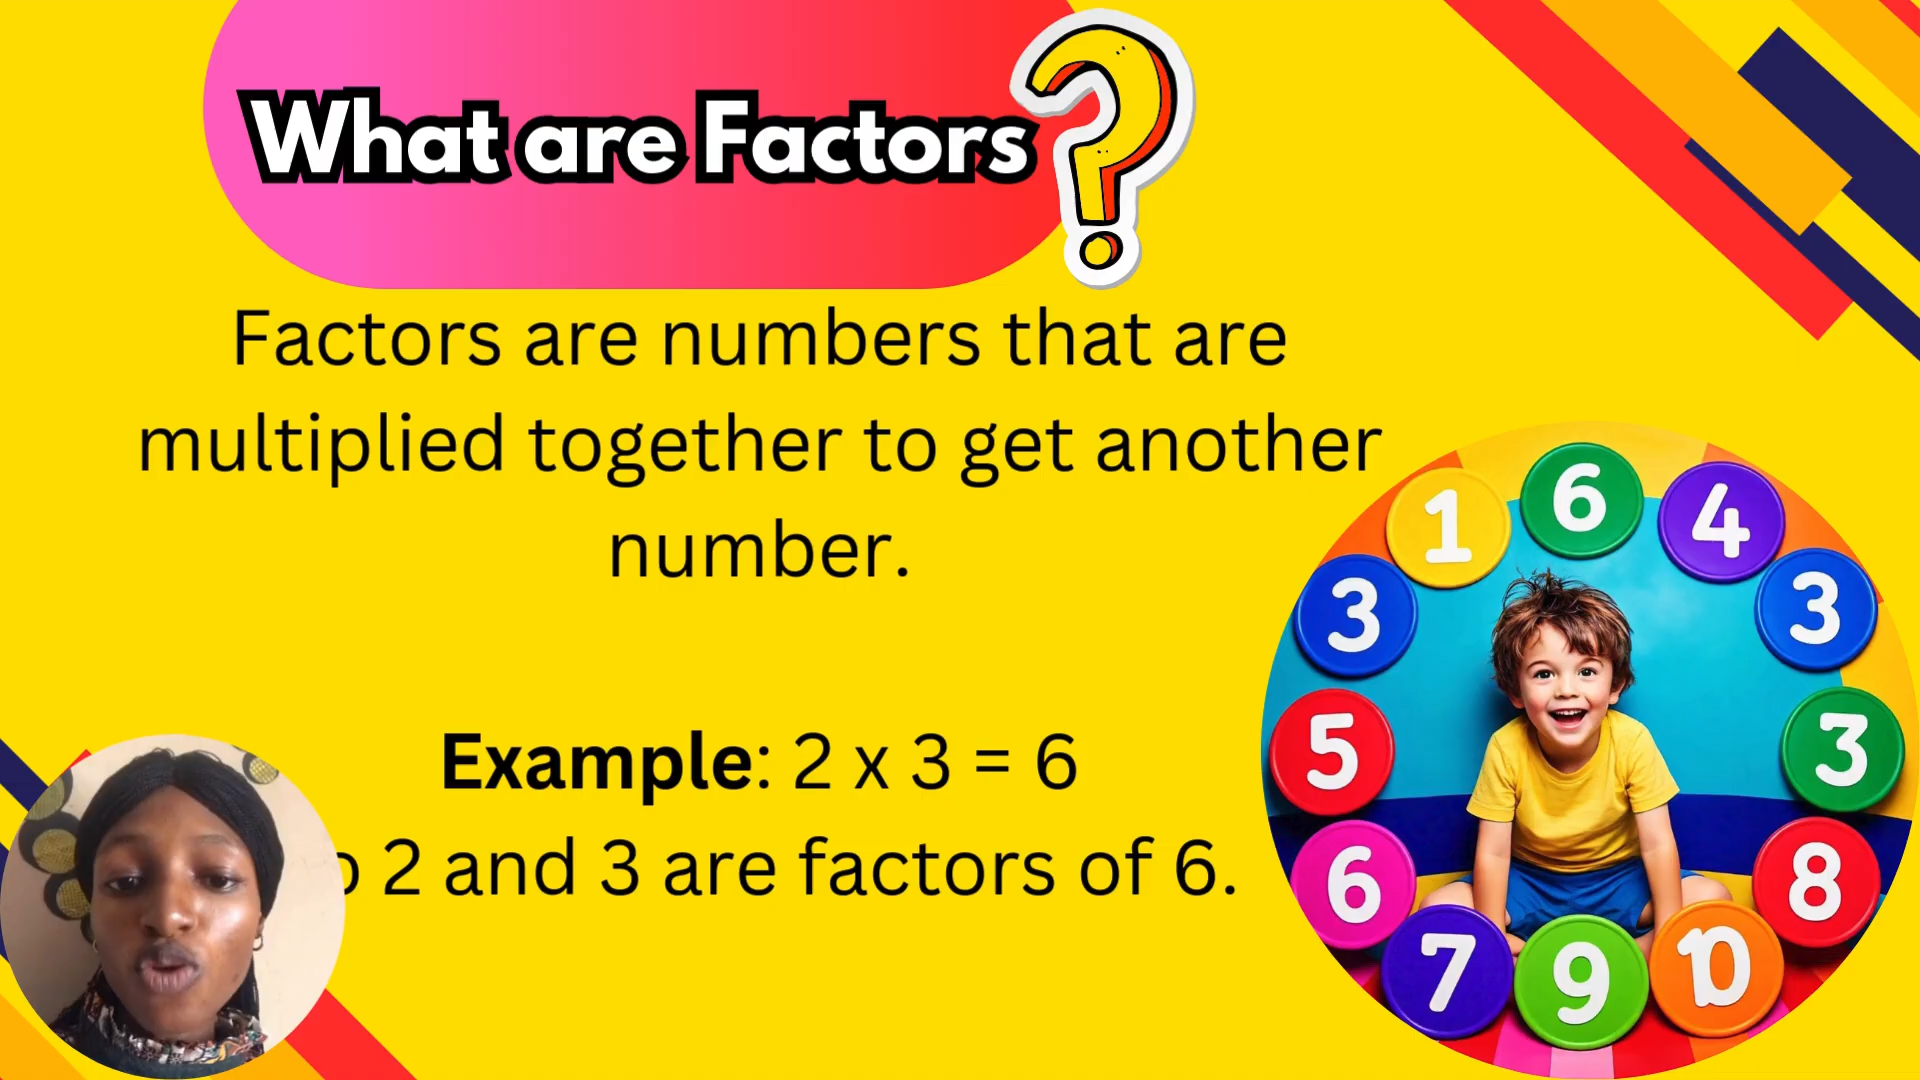 What are Factors?
Factors are numbers that are
multiplied together to get another
number.
Example: 2 x 3 = 6
2 and 3 are factors of 6.
1
6
4
3
3
5
3
6
8
7
9
10